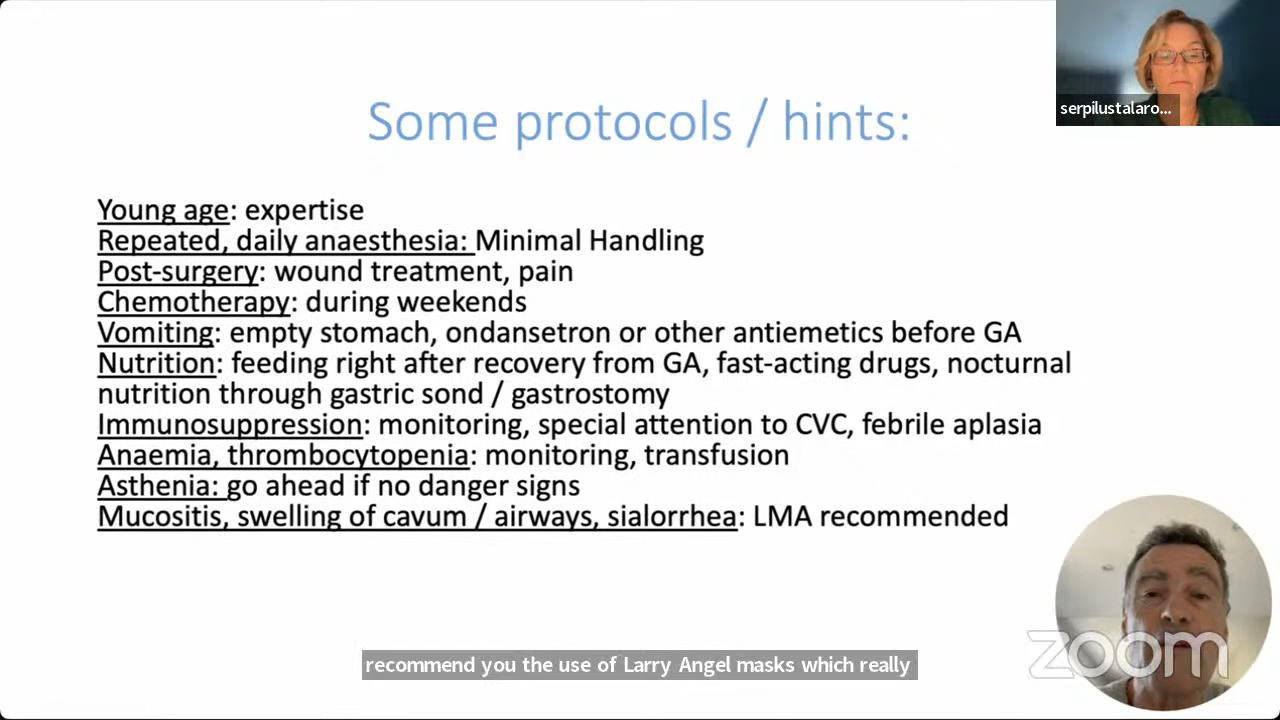 serpilustalaro...
Some protocols / hints:
Young age: expertise
Repeated, daily anaesthesia: Minimal Handling
Post-surgery: wound treatment, pain
Chemotherapy: during weekends
Vomiting: empty stomach, ondansetron or other antiemetics before GA
Nutrition: feeding right after recovery from GA, fast-acting drugs, nocturnal
nutrition through gastric sond / gastrostomy
Immunosuppression: monitoring, special attention to CVC, febrile aplasia
Anaemia, thrombocytopenia: monitoring, transfusion
Asthenia: go ahead if no danger signs
Mucositis, swelling of cavum / airways, sialorrhea: LMA recommended
recommend you the use of Larry Angel masks which really
zoom